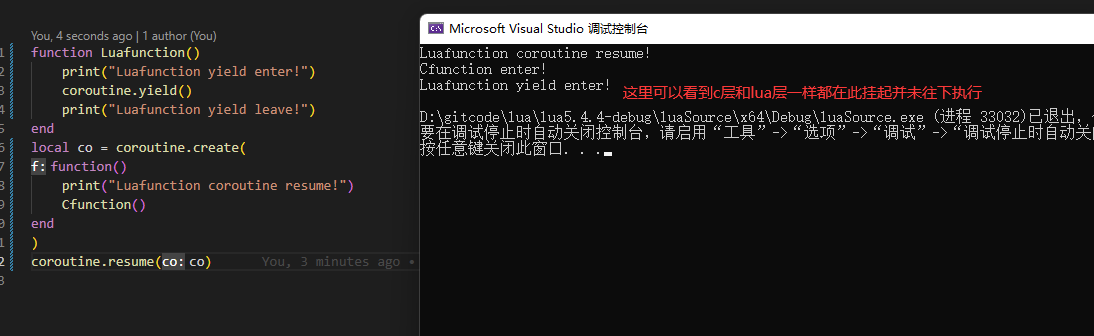 You, 4 seconds ago | 1 author (You)
1 function Luafunction()
2 print("Luafunction yield enter!")
3 coroutine.yield()
4 print("Luafunction yield leave!")
5 end
6 local co = coroutine.create(
7 f: function()
8 print("Luafunction coroutine resume!")
9 Cfunction()
0 end
1 )
2 coroutine.resume(co: co) You, 3 minutes ago •
3
Microsoft Visual Studio 调试控制台
Luafunction coroutine resume!
Cfunction enter!
Luafunction yield enter!
这里可以看到c层和lua层一样都在此挂起并未往下执行
D:\gitcode\lua\lua5.4.4-debug\luaSource\x64\Debug\luaSource.exe (进程 33032)已退出,
要在调试停止时自动关闭控制台，请启用“工具”->“选项”->“调试”->“调试停止时自动关
按任意键关闭此窗口. . .